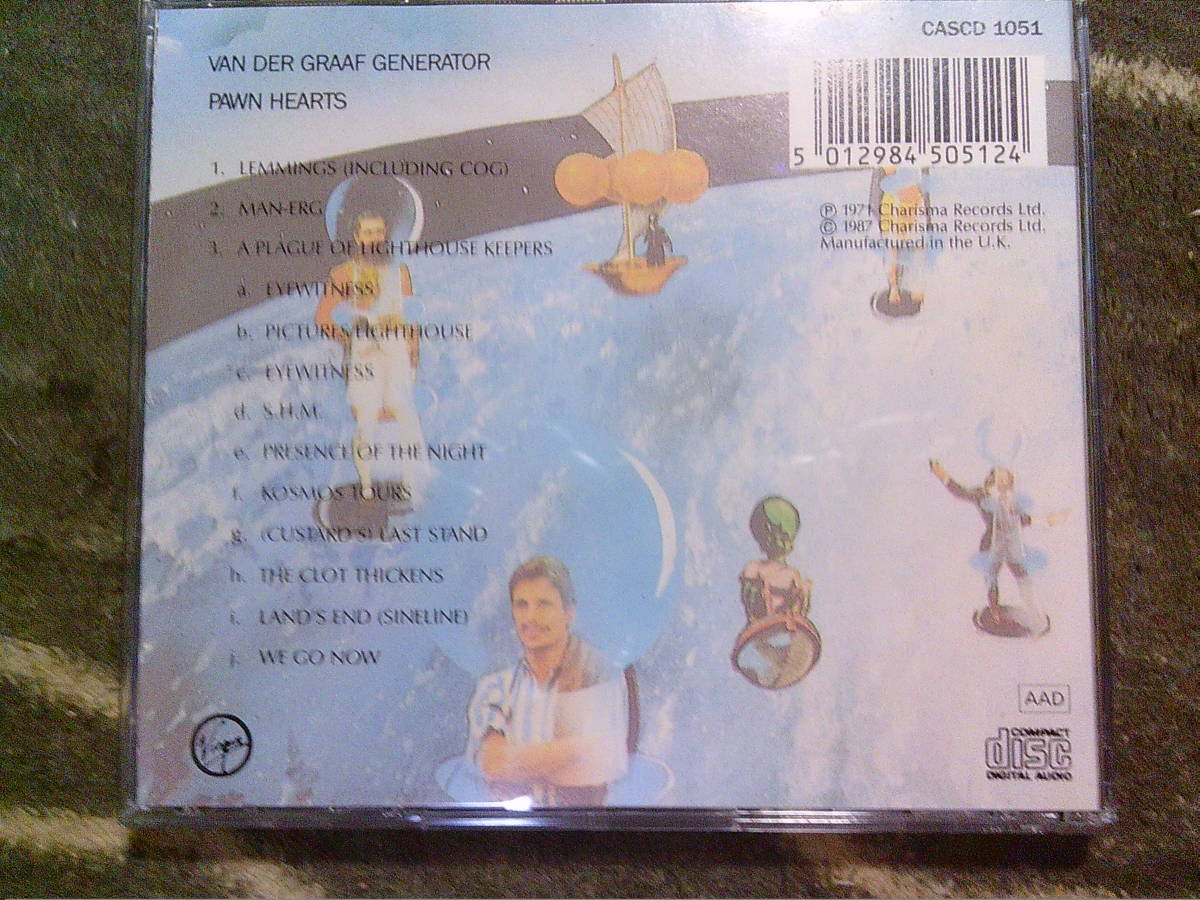 CASCD 1051
VAN DER GRAAF GENERATOR
PAWN HEARTS
5 012984 505124
1. LEMMINGS (INCLUDING COG)
2. MAN-ERG
3. A PLAGUE OF LIGHTHOUSE KEEPERS
a. EYEWITNESS
b. PICTURES/LIGHTHOUSE
c. EYEWITNESS
d. S.H.M.
e. PRESENCE OF THE NIGHT
f. KOSMOS TOURS
g. (CUSTARD'S) LAST STAND
h. THE CLOT THICKENS
i. LAND'S END (SINELINE)
j. WE GO NOW
℗ 1971 Charisma Records Ltd.
© 1987 Charisma Records Ltd.
Manufactured in the U.K.
Virgin
AAD
COMPACT
disc
DIGITAL AUDIO